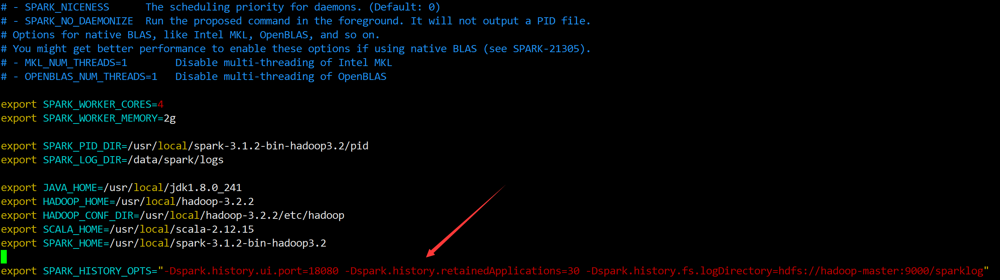 # - SPARK_NICENESS      The scheduling priority for daemons. (Default: 0)
# - SPARK_NO_DAEMONIZE  Run the proposed command in the foreground. It will not output a PID file.
# Options for native BLAS, like Intel MKL, OpenBLAS, and so on.
# You might get better performance to enable these options if using native BLAS (see SPARK-21305).
# - MKL_NUM_THREADS=1        Disable multi-threading of Intel MKL
# - OPENBLAS_NUM_THREADS=1   Disable multi-threading of OpenBLAS
export SPARK_WORKER_CORES=4
export SPARK_WORKER_MEMORY=2g
export SPARK_PID_DIR=/usr/local/spark-3.1.2-bin-hadoop3.2/pid
export SPARK_LOG_DIR=/data/spark/logs
export JAVA_HOME=/usr/local/jdk1.8.0_241
export HADOOP_HOME=/usr/local/hadoop-3.2.2
export HADOOP_CONF_DIR=/usr/local/hadoop-3.2.2/etc/hadoop
export SCALA_HOME=/usr/local/scala-2.12.15
export SPARK_HOME=/usr/local/spark-3.1.2-bin-hadoop3.2
export SPARK_HISTORY_OPTS="-Dspark.history.ui.port=18080 -Dspark.history.retainedApplications=30 -Dspark.history.fs.logDirectory=hdfs://hadoop-master:9000/sparklog"